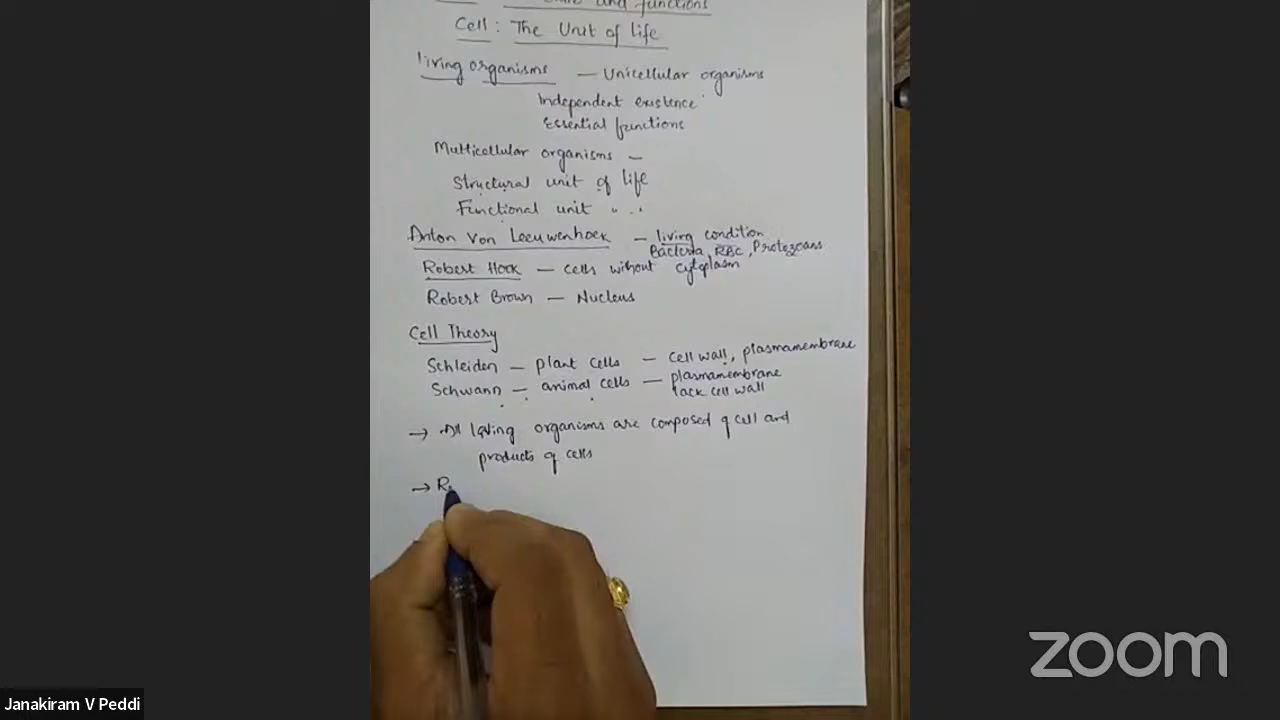 and functions
Cell : The Unit of life
living organisms — Unicellular organisms
Independent existence
Essential functions
Multicellular organisms —
Structural unit of life
Functional unit " "
Anton Von Leeuwenhoek — living condition
Bacteria, RBC, Protozoans
Robert Hook — cells without cytoplasm
Robert Brown — Nucleus
Cell Theory
Schleiden — plant cells — cell wall, plasmamembrane
Schwann — animal cells — plasmamembrane
lack cell wall
→ All living organisms are composed of cell and
products of cells
→ R
zoom
Janakiram V Peddi